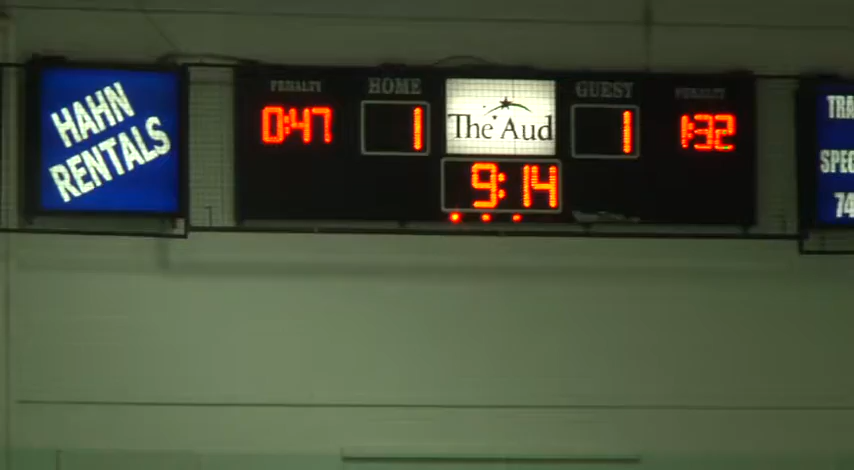 HAHN
RENTALS
PENALTY
0:47
HOME
1
The Aud
9:14
GUEST
1
PENALTY
1:32
TRA
SPEC
74